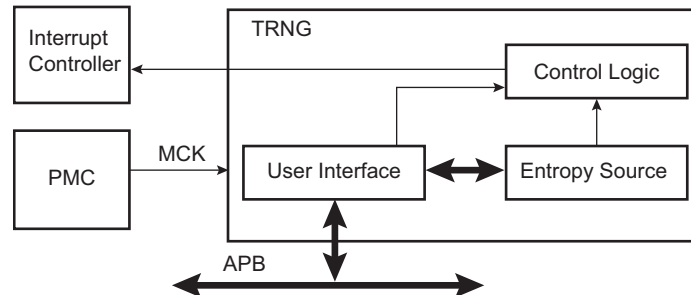 Interrupt
Controller
TRNG
Control Logic
PMC
MCK
User Interface
Entropy Source
APB